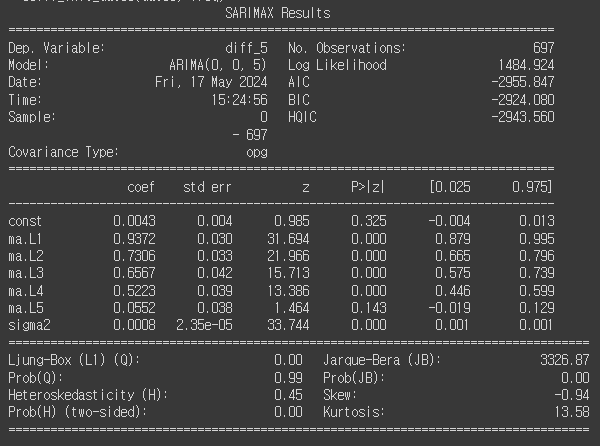 SARIMAX Results
==============================================================================
Dep. Variable: diff_5 No. Observations: 697
Model: ARIMA(0, 0, 5) Log Likelihood 1484.924
Date: Fri, 17 May 2024 AIC -2955.847
Time: 15:24:56 BIC -2924.080
Sample: 0 HQIC -2943.560
- 697
Covariance Type: opg
==============================================================================
coef std err z P>|z| [0.025 0.975]
------------------------------------------------------------------------------
const 0.0043 0.004 0.985 0.325 -0.004 0.013
ma.L1 0.9372 0.030 31.694 0.000 0.879 0.995
ma.L2 0.7306 0.033 21.966 0.000 0.665 0.796
ma.L3 0.6567 0.042 15.713 0.000 0.575 0.739
ma.L4 0.5223 0.039 13.386 0.000 0.446 0.599
ma.L5 0.0552 0.038 1.464 0.143 -0.019 0.129
sigma2 0.0008 2.35e-05 33.744 0.000 0.001 0.001
===================================================================================
Ljung-Box (L1) (Q): 0.00 Jarque-Bera (JB): 3326.87
Prob(Q): 0.99 Prob(JB): 0.00
Heteroskedasticity (H): 0.45 Skew: -0.94
Prob(H) (two-sided): 0.00 Kurtosis: 13.58
===================================================================================